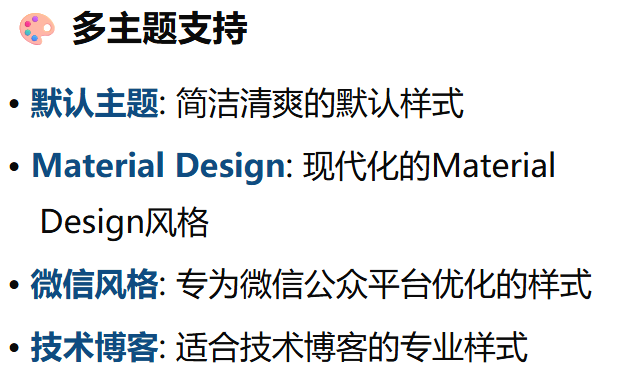 🎨 多主题支持
• 默认主题: 简洁清爽的默认样式
• Material Design: 现代化的Material
Design风格
• 微信风格: 专为微信公众平台优化的样式
• 技术博客: 适合技术博客的专业样式